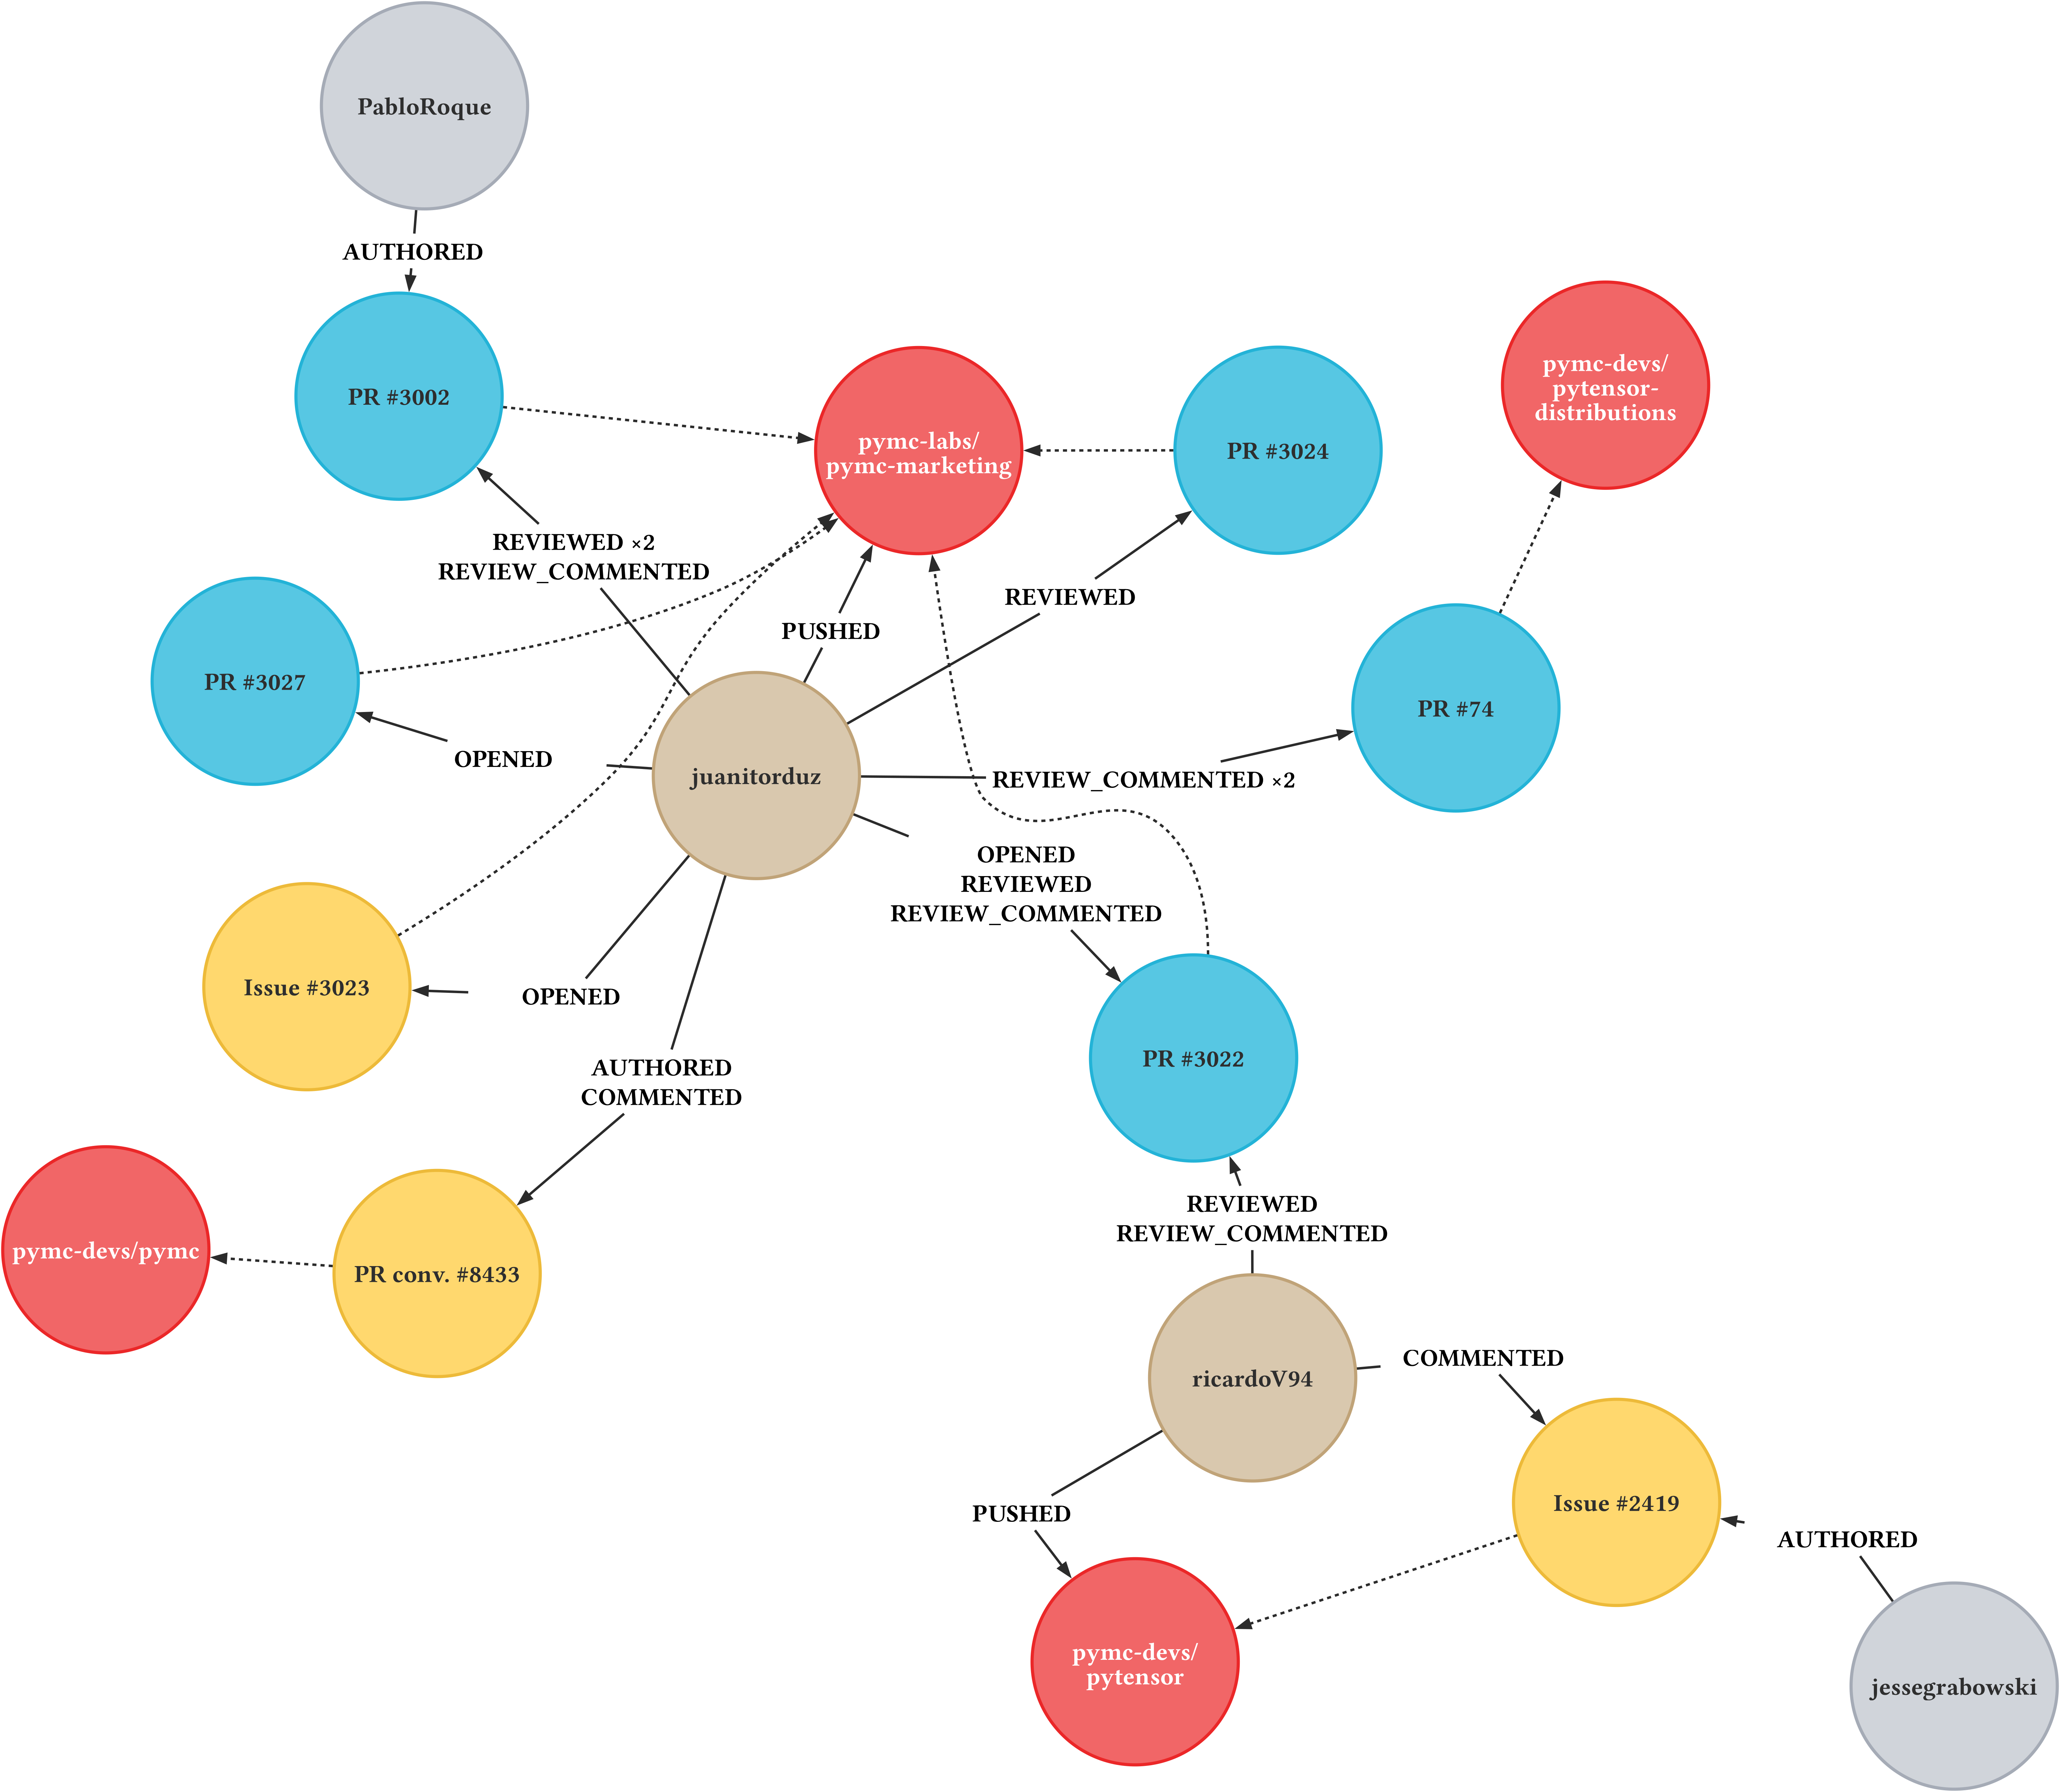 PabloRoque
AUTHORED
PR #3002
pymc-devs/
pytensor-
distributions
pymc-labs/
pymc-marketing
PR #3024
REVIEWED ×2
REVIEW_COMMENTED
REVIEWED
PUSHED
PR #3027
PR #74
OPENED
juanitorduz
REVIEW_COMMENTED ×2
OPENED
REVIEWED
REVIEW_COMMENTED
Issue #3023
OPENED
PR #3022
AUTHORED
COMMENTED
pymc-devs/pymc
PR conv. #8433
REVIEWED
REVIEW_COMMENTED
ricardoV94
COMMENTED
PUSHED
Issue #2419
AUTHORED
pymc-devs/
pytensor
jessegrabowski